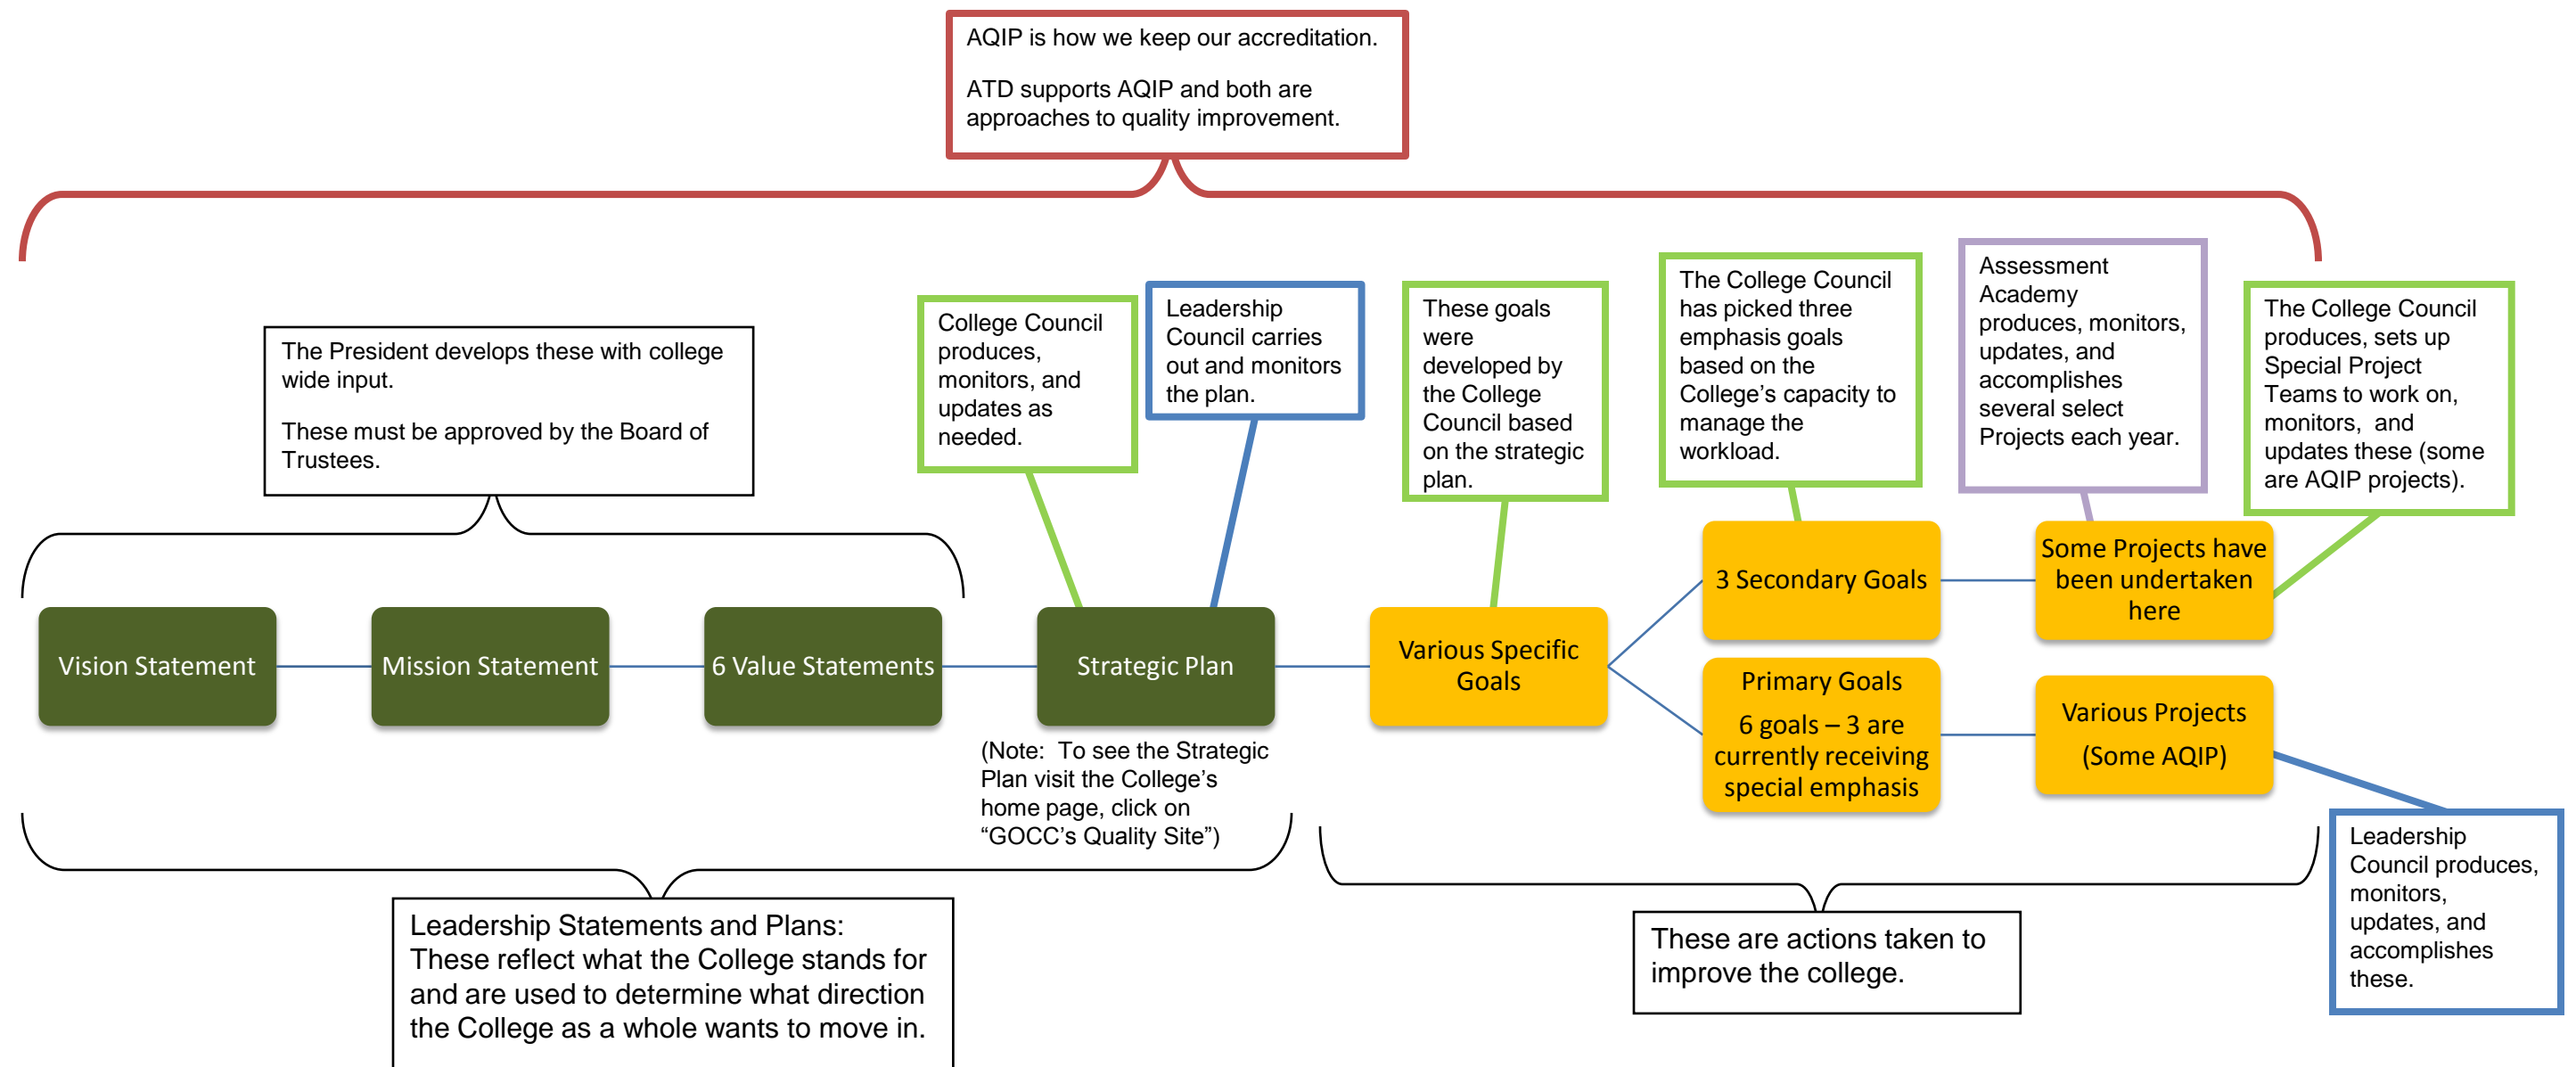 AQIP is how we keep our accreditation.
ATD supports AQIP and both are
approaches to quality improvement.
The President develops these with college
wide input.
These must be approved by the Board of
Trustees.
College Council
produces,
monitors, and
updates as
needed.
Leadership
Council carries
out and monitors
the plan.
These goals
were
developed by
the College
Council based
on the strategic
plan.
The College Council
has picked three
emphasis goals
based on the
College’s capacity to
manage the
workload.
Assessment
Academy
produces, monitors,
updates, and
accomplishes
several select
Projects each year.
The College Council
produces, sets up
Special Project
Teams to work on,
monitors,  and
updates these (some
are AQIP projects).
Vision Statement
Mission Statement
6 Value Statements
Strategic Plan
Various Specific
Goals
3 Secondary Goals
Some Projects have
been undertaken
here
Primary Goals
6 goals – 3 are
currently receiving
special emphasis
Various Projects
(Some AQIP)
(Note:  To see the Strategic
Plan visit the College’s
home page, click on
“GOCC’s Quality Site”)
Leadership Statements and Plans:
These reflect what the College stands for
and are used to determine what direction
the College as a whole wants to move in.
These are actions taken to
improve the college.
Leadership
Council produces,
monitors,
updates, and
accomplishes
these.